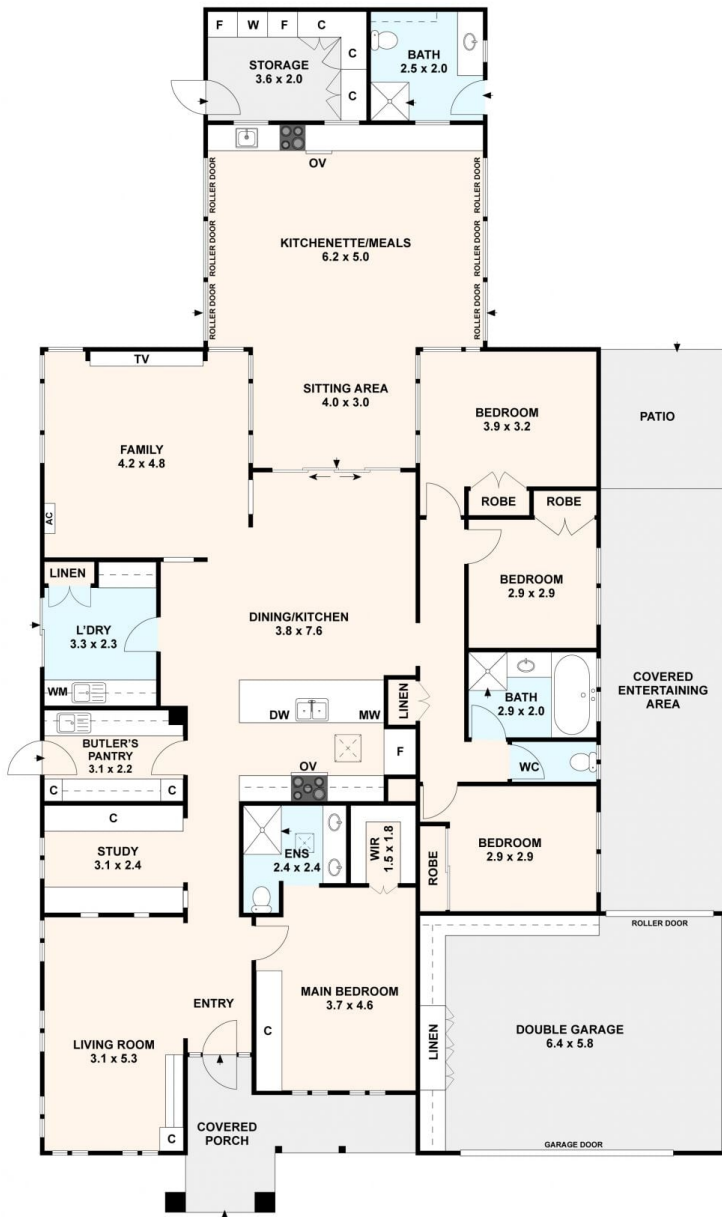 F W F C
C
C
STORAGE
3.6 x 2.0
BATH
2.5 x 2.0
OV
ROLLER DOOR
ROLLER DOOR
ROLLER DOOR
ROLLER DOOR
ROLLER DOOR
ROLLER DOOR
KITCHENETTE/MEALS
6.2 x 5.0
TV
SITTING AREA
4.0 x 3.0
FAMILY
4.2 x 4.8
AC
BEDROOM
3.9 x 3.2
PATIO
ROBE
ROBE
LINEN
L'DRY
3.3 x 2.3
WM
DINING/KITCHEN
3.8 x 7.6
BEDROOM
2.9 x 2.9
BATH
2.9 x 2.0
COVERED
ENTERTAINING
AREA
LINEN
DW
MW
F
OV
WC
BUTLER'S
PANTRY
3.1 x 2.2
C
C
C
STUDY
3.1 x 2.4
ENS
2.4 x 2.4
WIR
1.5 x 1.8
BEDROOM
2.9 x 2.9
ROBE
ROLLER DOOR
ENTRY
MAIN BEDROOM
3.7 x 4.6
C
LIVING ROOM
3.1 x 5.3
C
LINEN
DOUBLE GARAGE
6.4 x 5.8
COVERED
PORCH
GARAGE DOOR